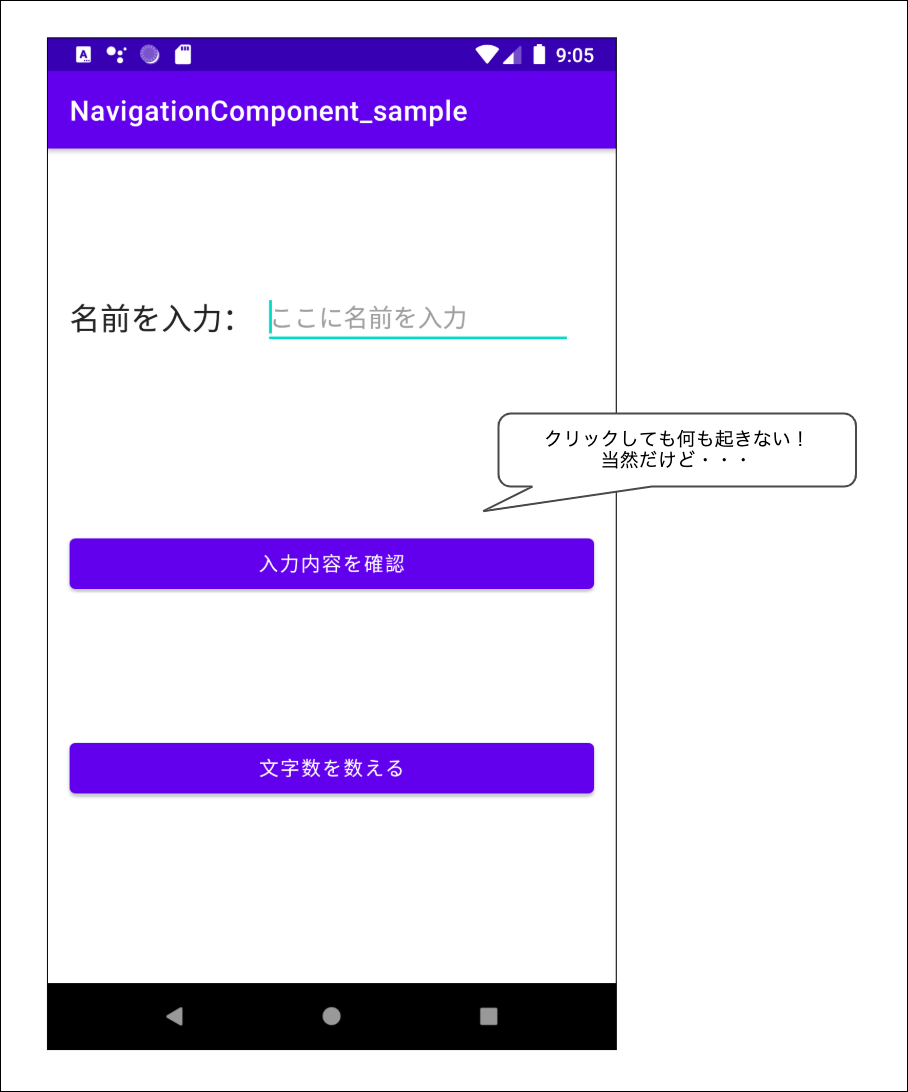 9:05
NavigationComponent_sample
名前を入力：
ここに名前を入力
クリックしても何も起きない！
当然だけど・・・
入力内容を確認
文字数を数える